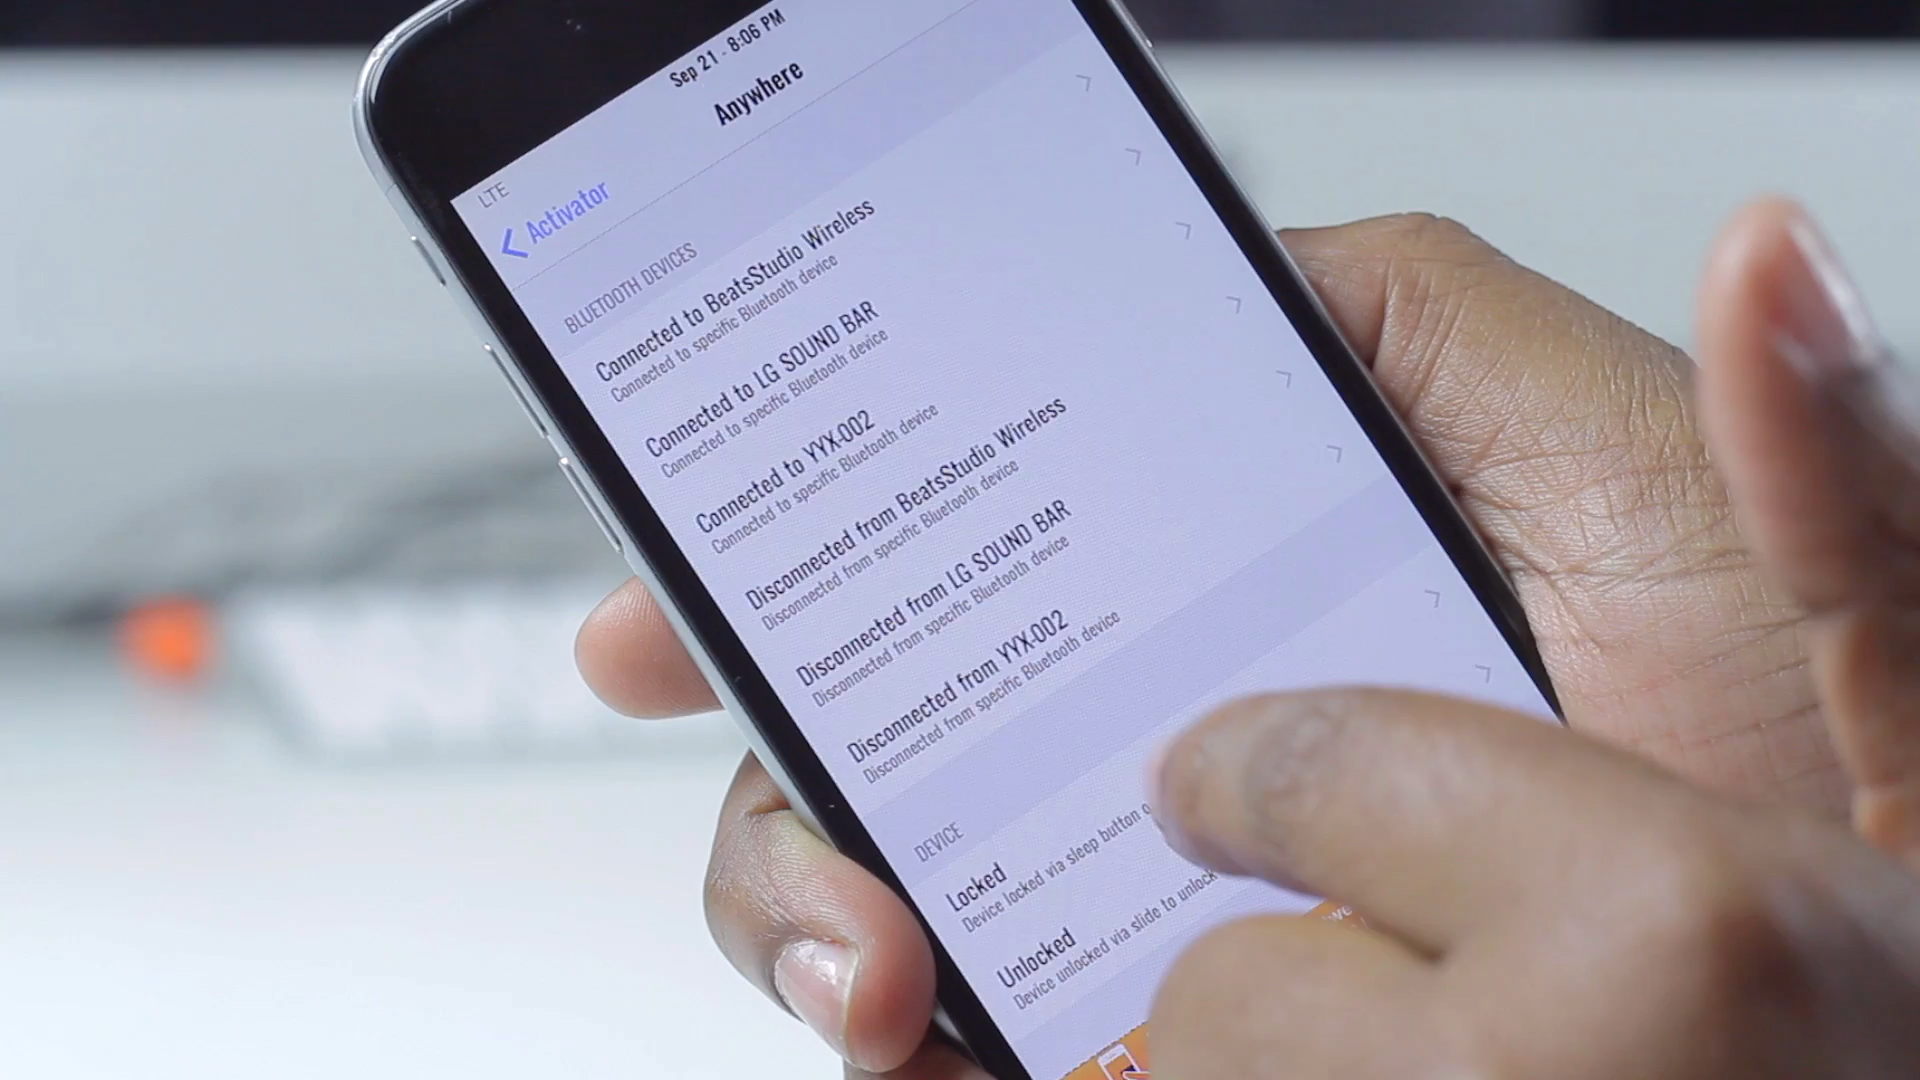 Sep 21 - 8:06 PM
LTE
Activator
Anywhere
BLUETOOTH DEVICES
Connected to BeatsStudio Wireless
Connected to specific Bluetooth device
Connected to LG SOUND BAR
Connected to specific Bluetooth device
Connected to YYX-002
Connected to specific Bluetooth device
Disconnected from BeatsStudio Wireless
Disconnected from specific Bluetooth device
Disconnected from LG SOUND BAR
Disconnected from specific Bluetooth device
Disconnected from YYX-002
Disconnected from specific Bluetooth device
DEVICE
Locked
Device locked via sleep button
Unlocked
Device unlocked via slide to unlock